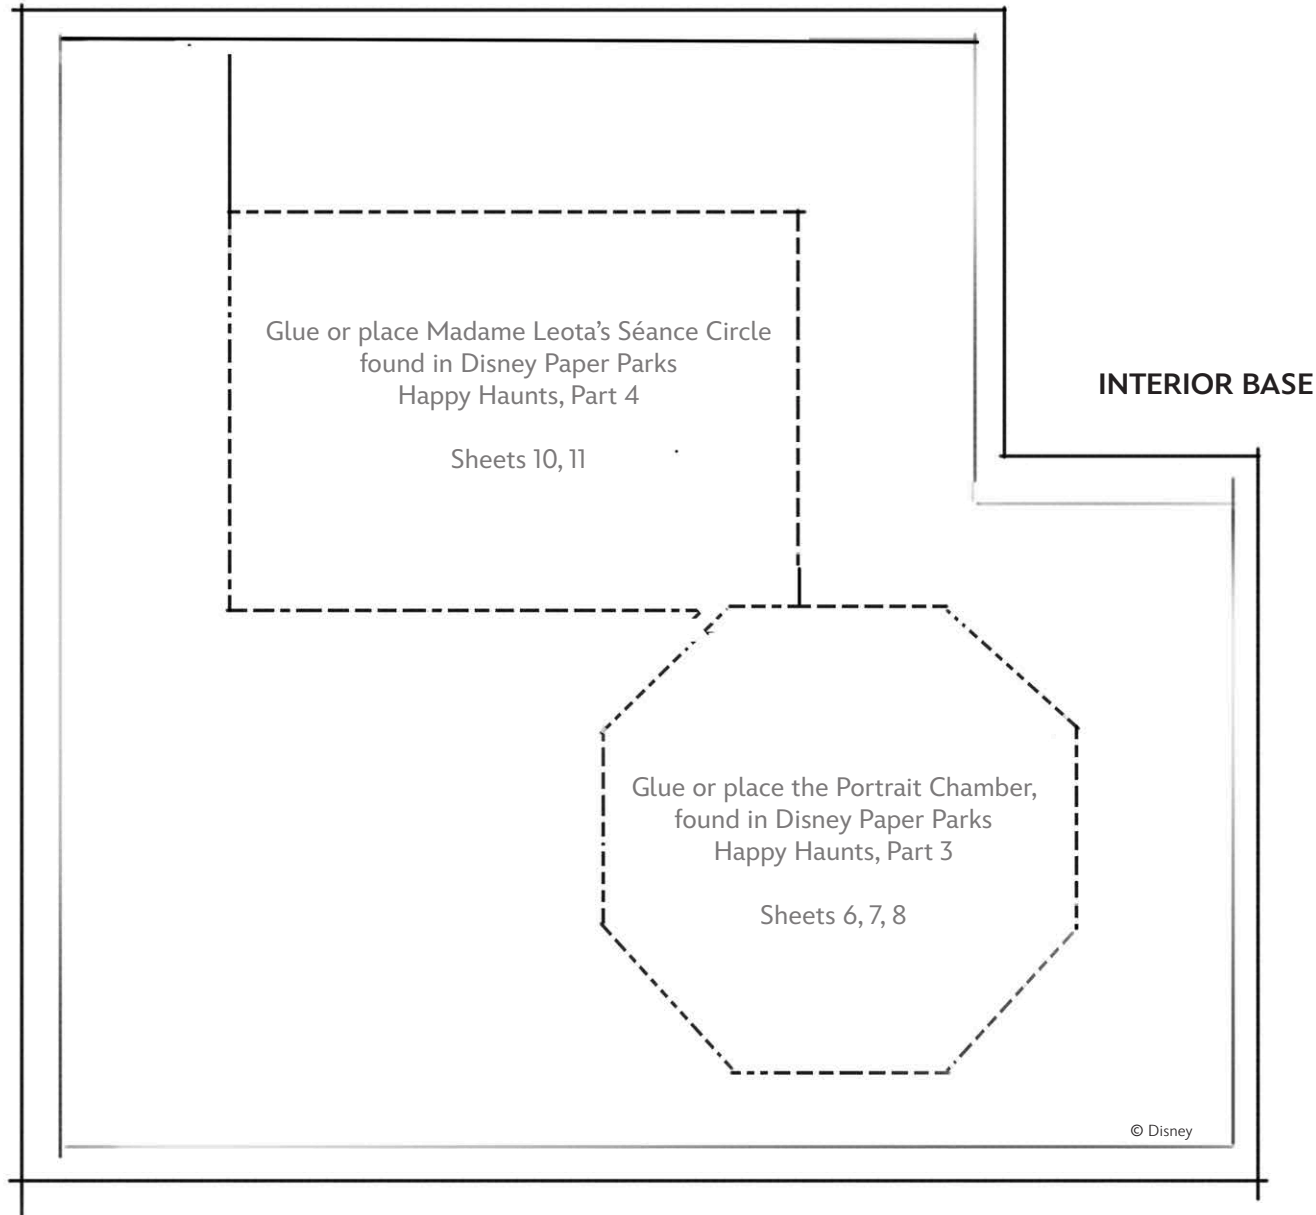 Glue or place Madame Leota's Séance Circle
found in Disney Paper Parks
Happy Haunts, Part 4
Sheets 10, 11
INTERIOR BASE
Glue or place the Portrait Chamber,
found in Disney Paper Parks
Happy Haunts, Part 3
Sheets 6, 7, 8
© Disney